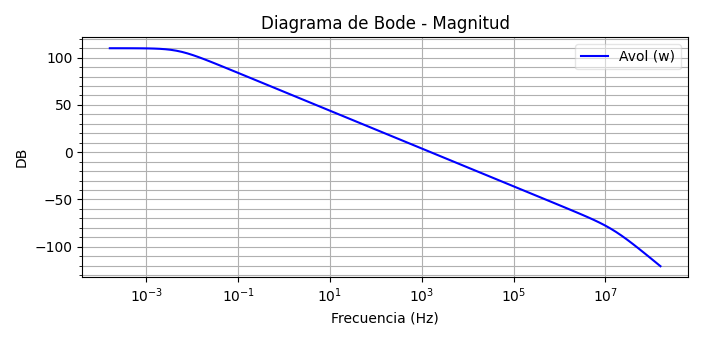 Diagrama de Bode - Magnitud
Avol (w)
DB
100
50
0
−50
−100
10⁻³ 10⁻¹ 10¹ 10³ 10⁵ 10⁷
Frecuencia (Hz)